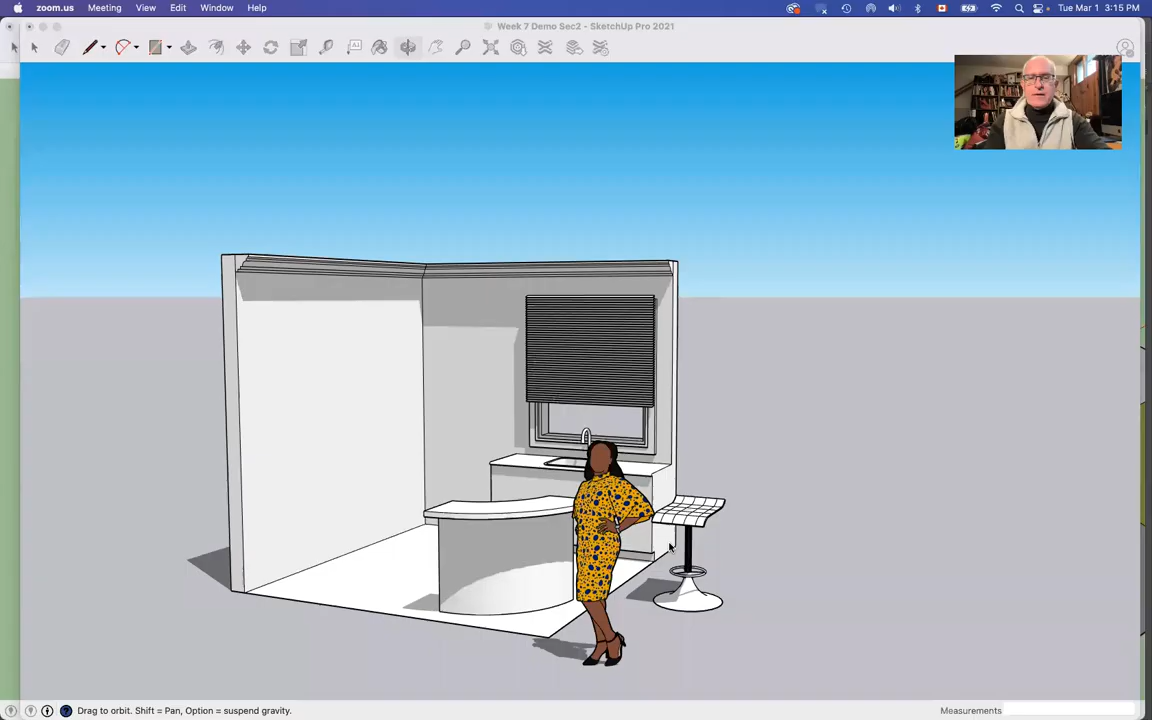 zoom.us Meeting View Edit Window Help Tue Mar 1 3:15 PM
Week 7 Demo Sec2 - SketchUp Pro 2021
Drag to orbit. Shift = Pan, Option = suspend gravity. Measurements